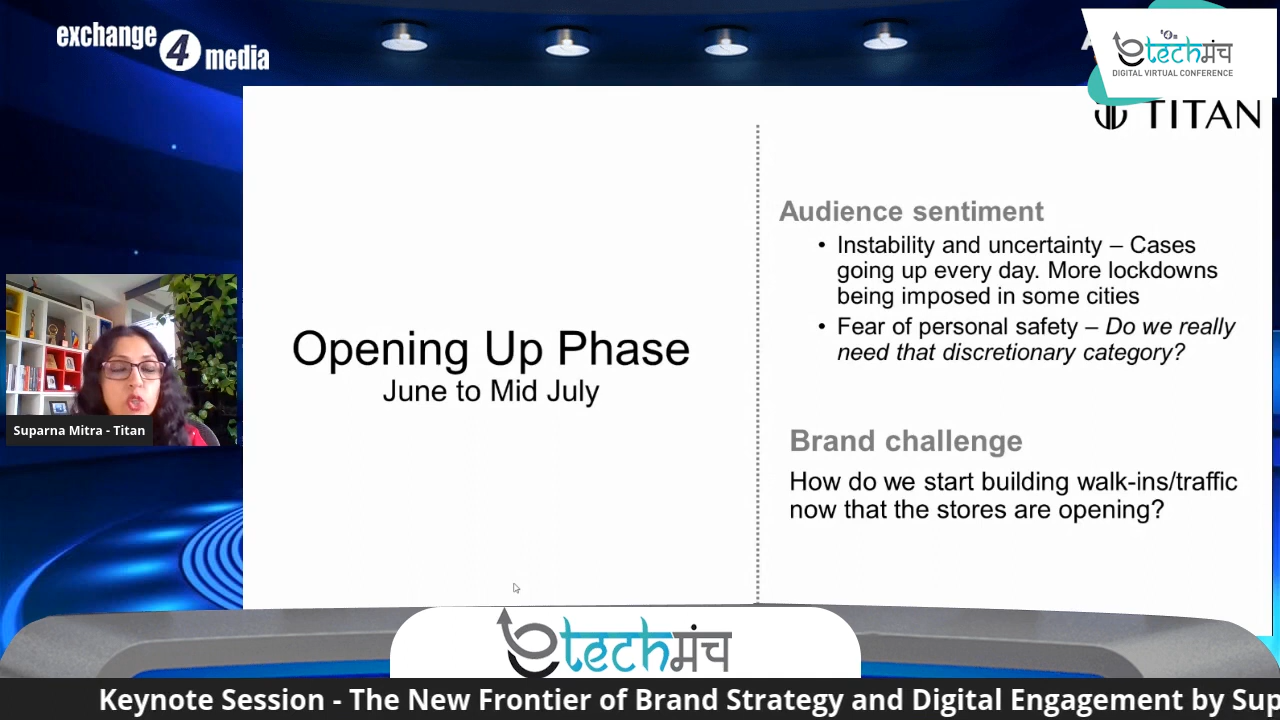 exchange
4
media
techमंच
DIGITAL VIRTUAL CONFERENCE
TITAN
Audience sentiment
• Instability and uncertainty – Cases
going up every day. More lockdowns
being imposed in some cities
• Fear of personal safety – Do we really
need that discretionary category?
Opening Up Phase
June to Mid July
Brand challenge
How do we start building walk-ins/traffic
now that the stores are opening?
Suparna Mitra - Titan
techमंच
Keynote Session - The New Frontier of Brand Strategy and Digital Engagement by Sup